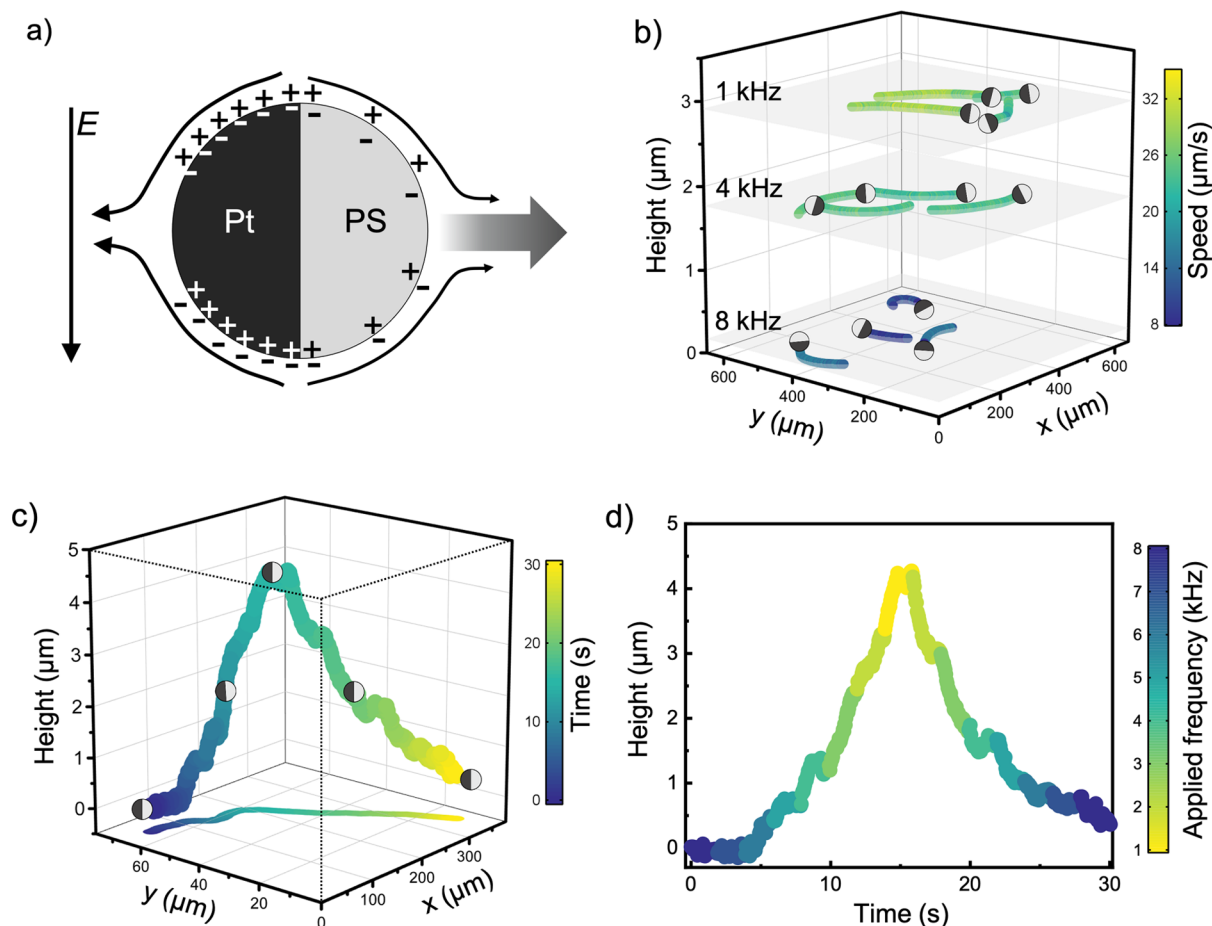 a)
E
Pt
PS
b)
1 kHz
4 kHz
8 kHz
Height (µm)
3
2
1
0
600
400
200
0
y (µm)
200
400
600
x (µm)
32
26
20
14
8
Speed (µm/s)
c)
Height (µm)
5
4
3
2
1
0
60
40
20
0
y (µm)
100
200
300
x (µm)
30
20
10
0
Time (s)
d)
Height (µm)
5
4
3
2
1
0
0
10
20
30
Time (s)
8
7
6
5
4
3
2
1
Applied frequency (kHz)